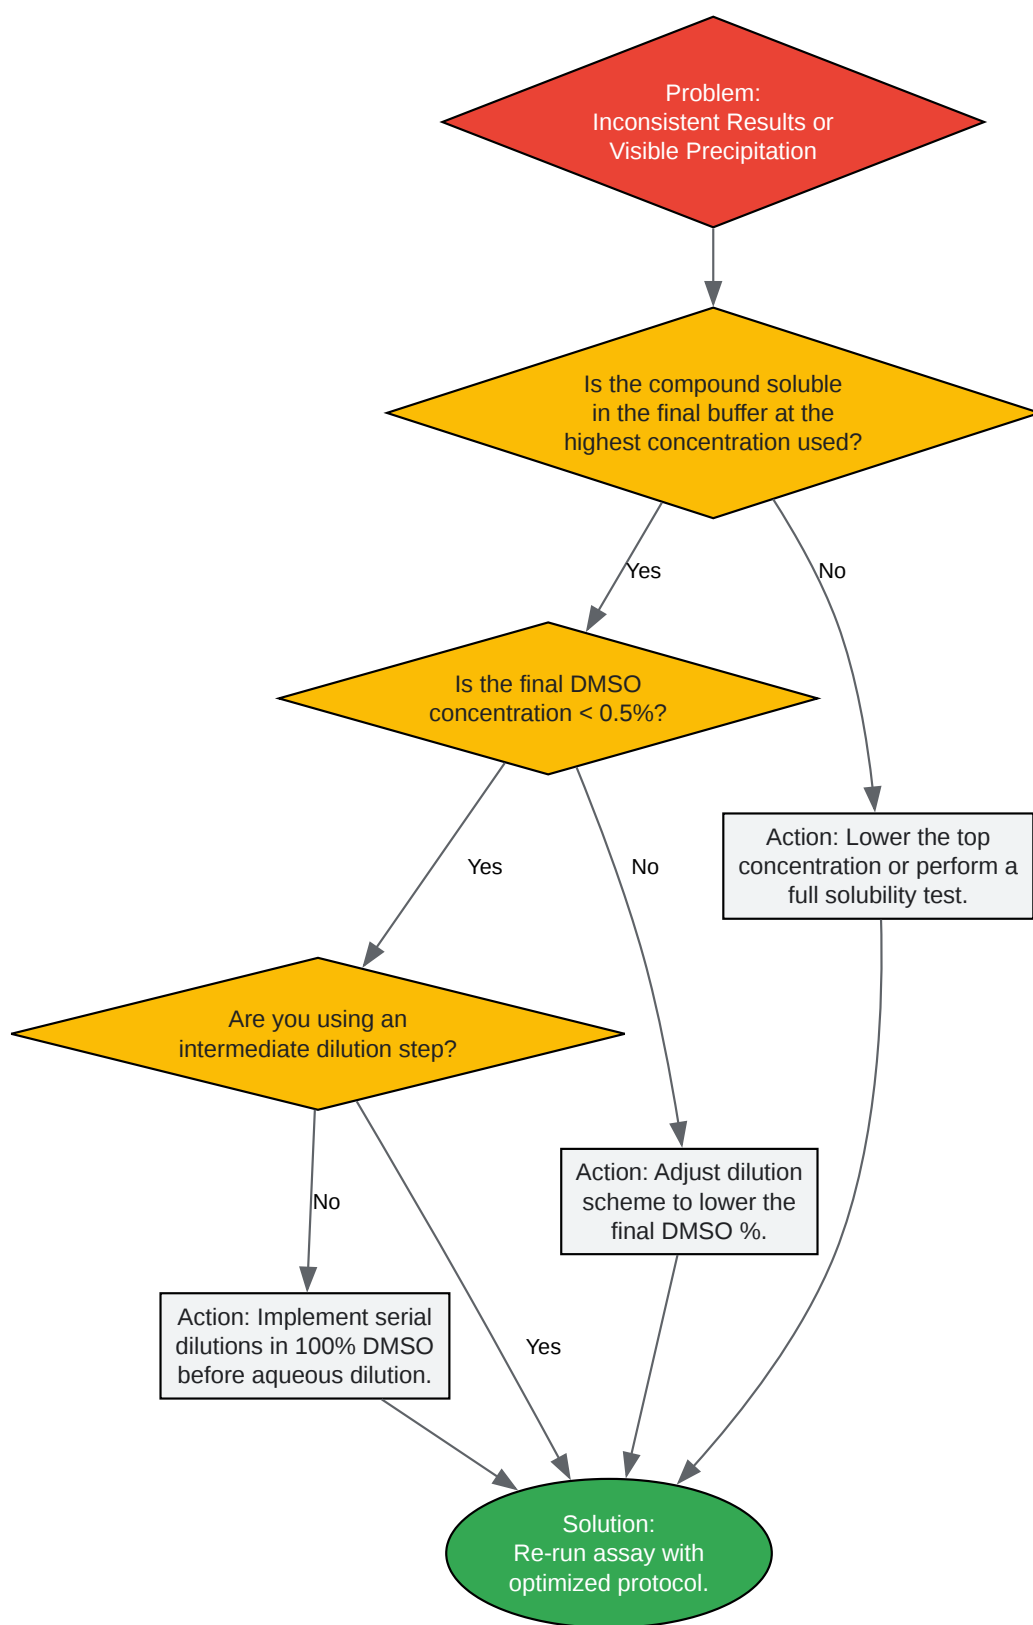 Problem:
Inconsistent Results or
Visible Precipitation
Is the compound soluble
in the final buffer at the
highest concentration used?
Yes
No
Is the final DMSO
concentration < 0.5%?
Yes
No
Action: Lower the top
concentration or perform a
full solubility test.
Are you using an
intermediate dilution step?
No
Yes
Action: Adjust dilution
scheme to lower the
final DMSO %.
Action: Implement serial
dilutions in 100% DMSO
before aqueous dilution.
Solution:
Re-run assay with
optimized protocol.